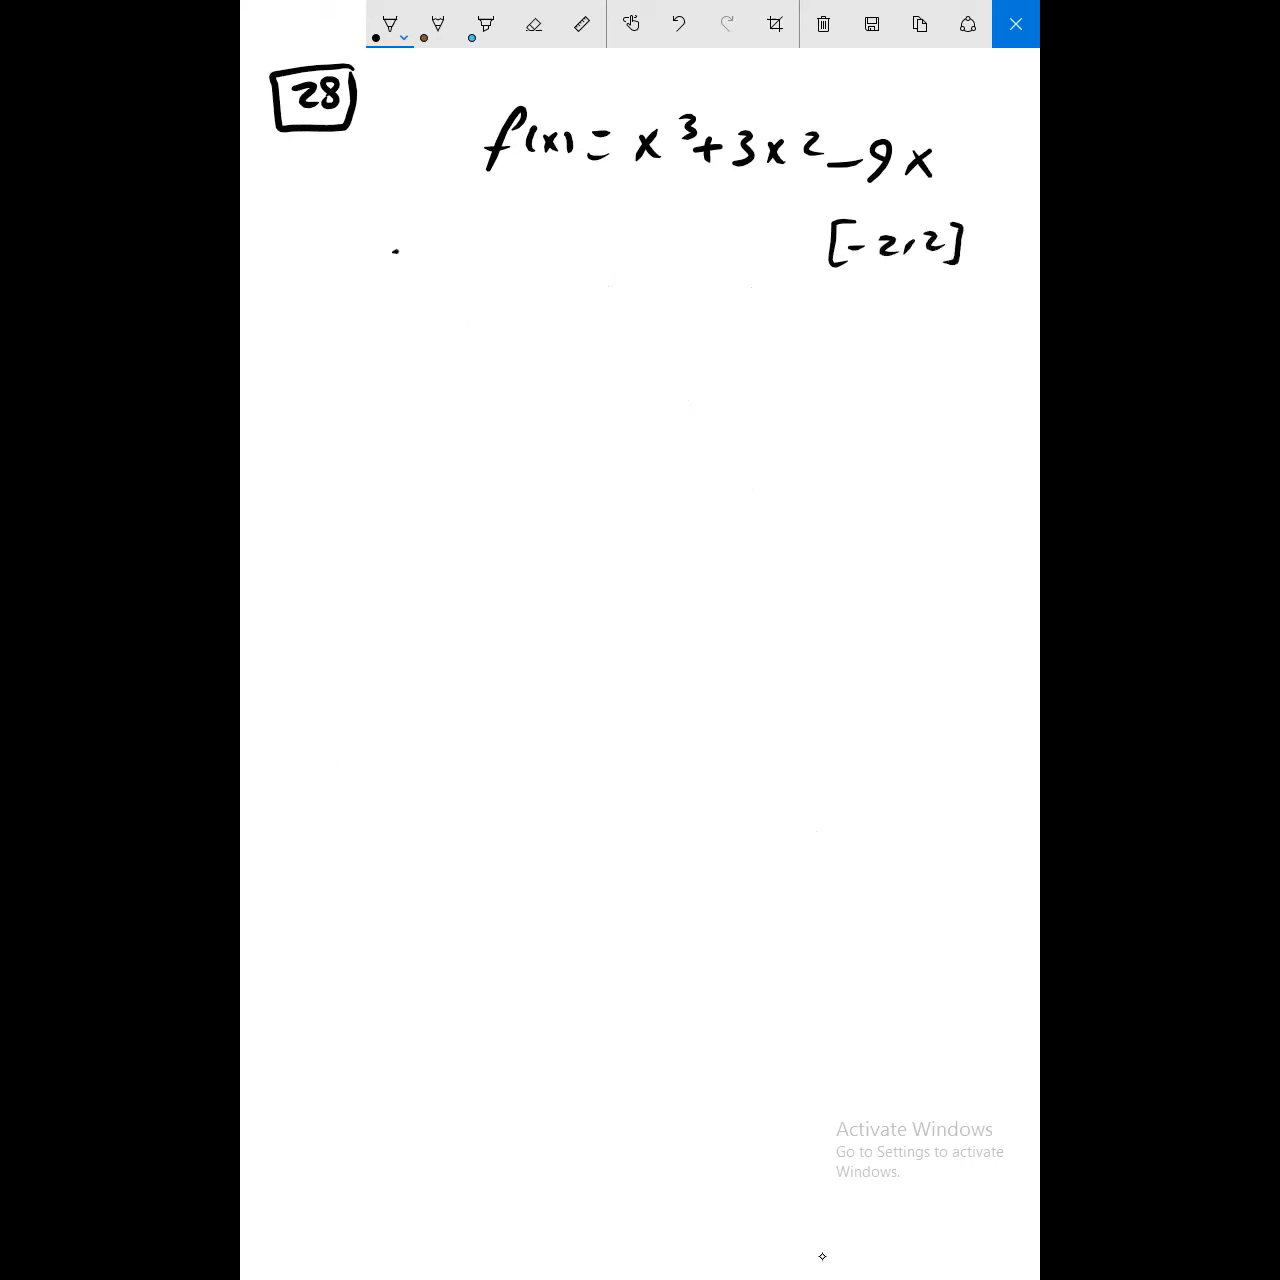 28
f(x) = x³ + 3x² - 9x
[-2, 2]
Activate Windows
Go to Settings to activate
Windows.